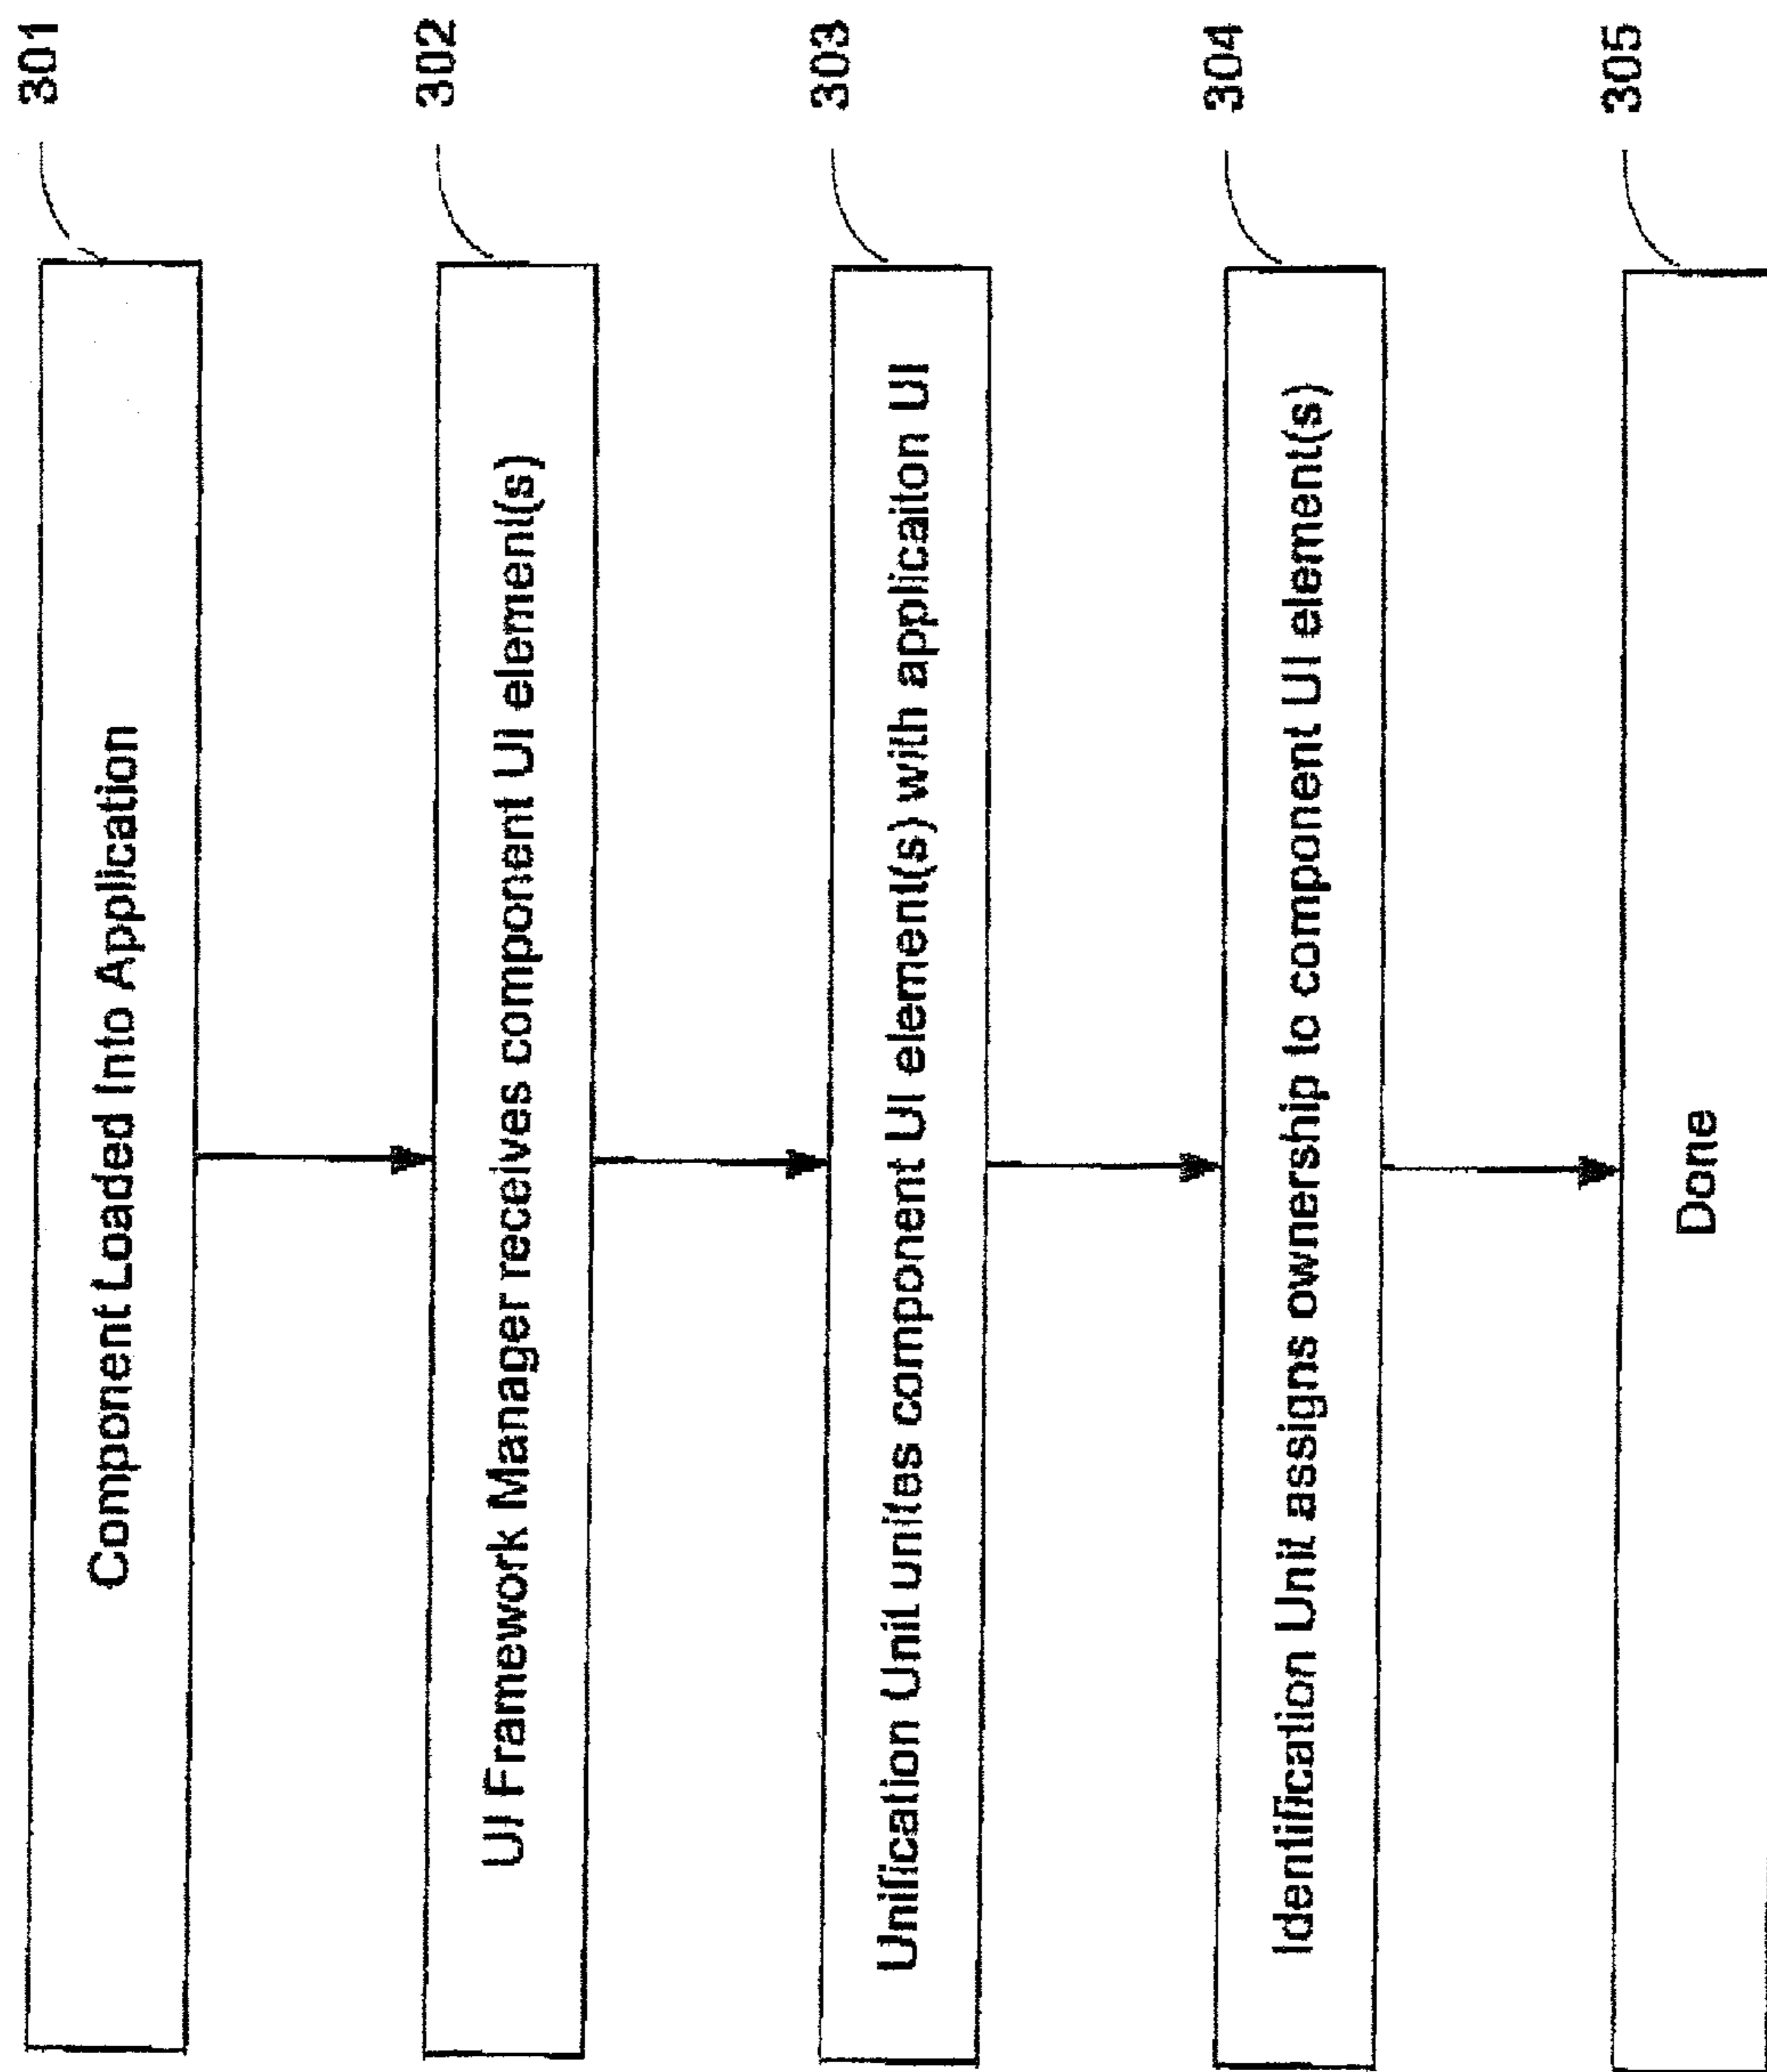 Component Loaded Into Application
301
UI Framework Manager receives component UI element(s)
302
Unification Unit unites component UI element(s) with applicaiton UI
303
Identification Unit assigns ownership to component UI element(s)
304
Done
305